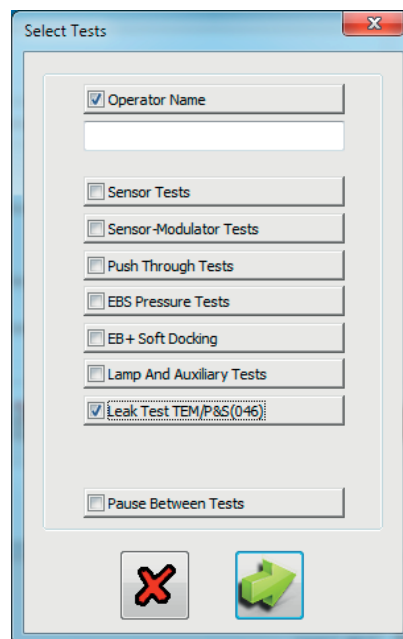 Select Tests
Operator Name
Sensor Tests
Sensor-Modulator Tests
Push Through Tests
EBS Pressure Tests
EB+ Soft Docking
Lamp And Auxiliary Tests
Leak Test TEM/P&S(046)
Pause Between Tests